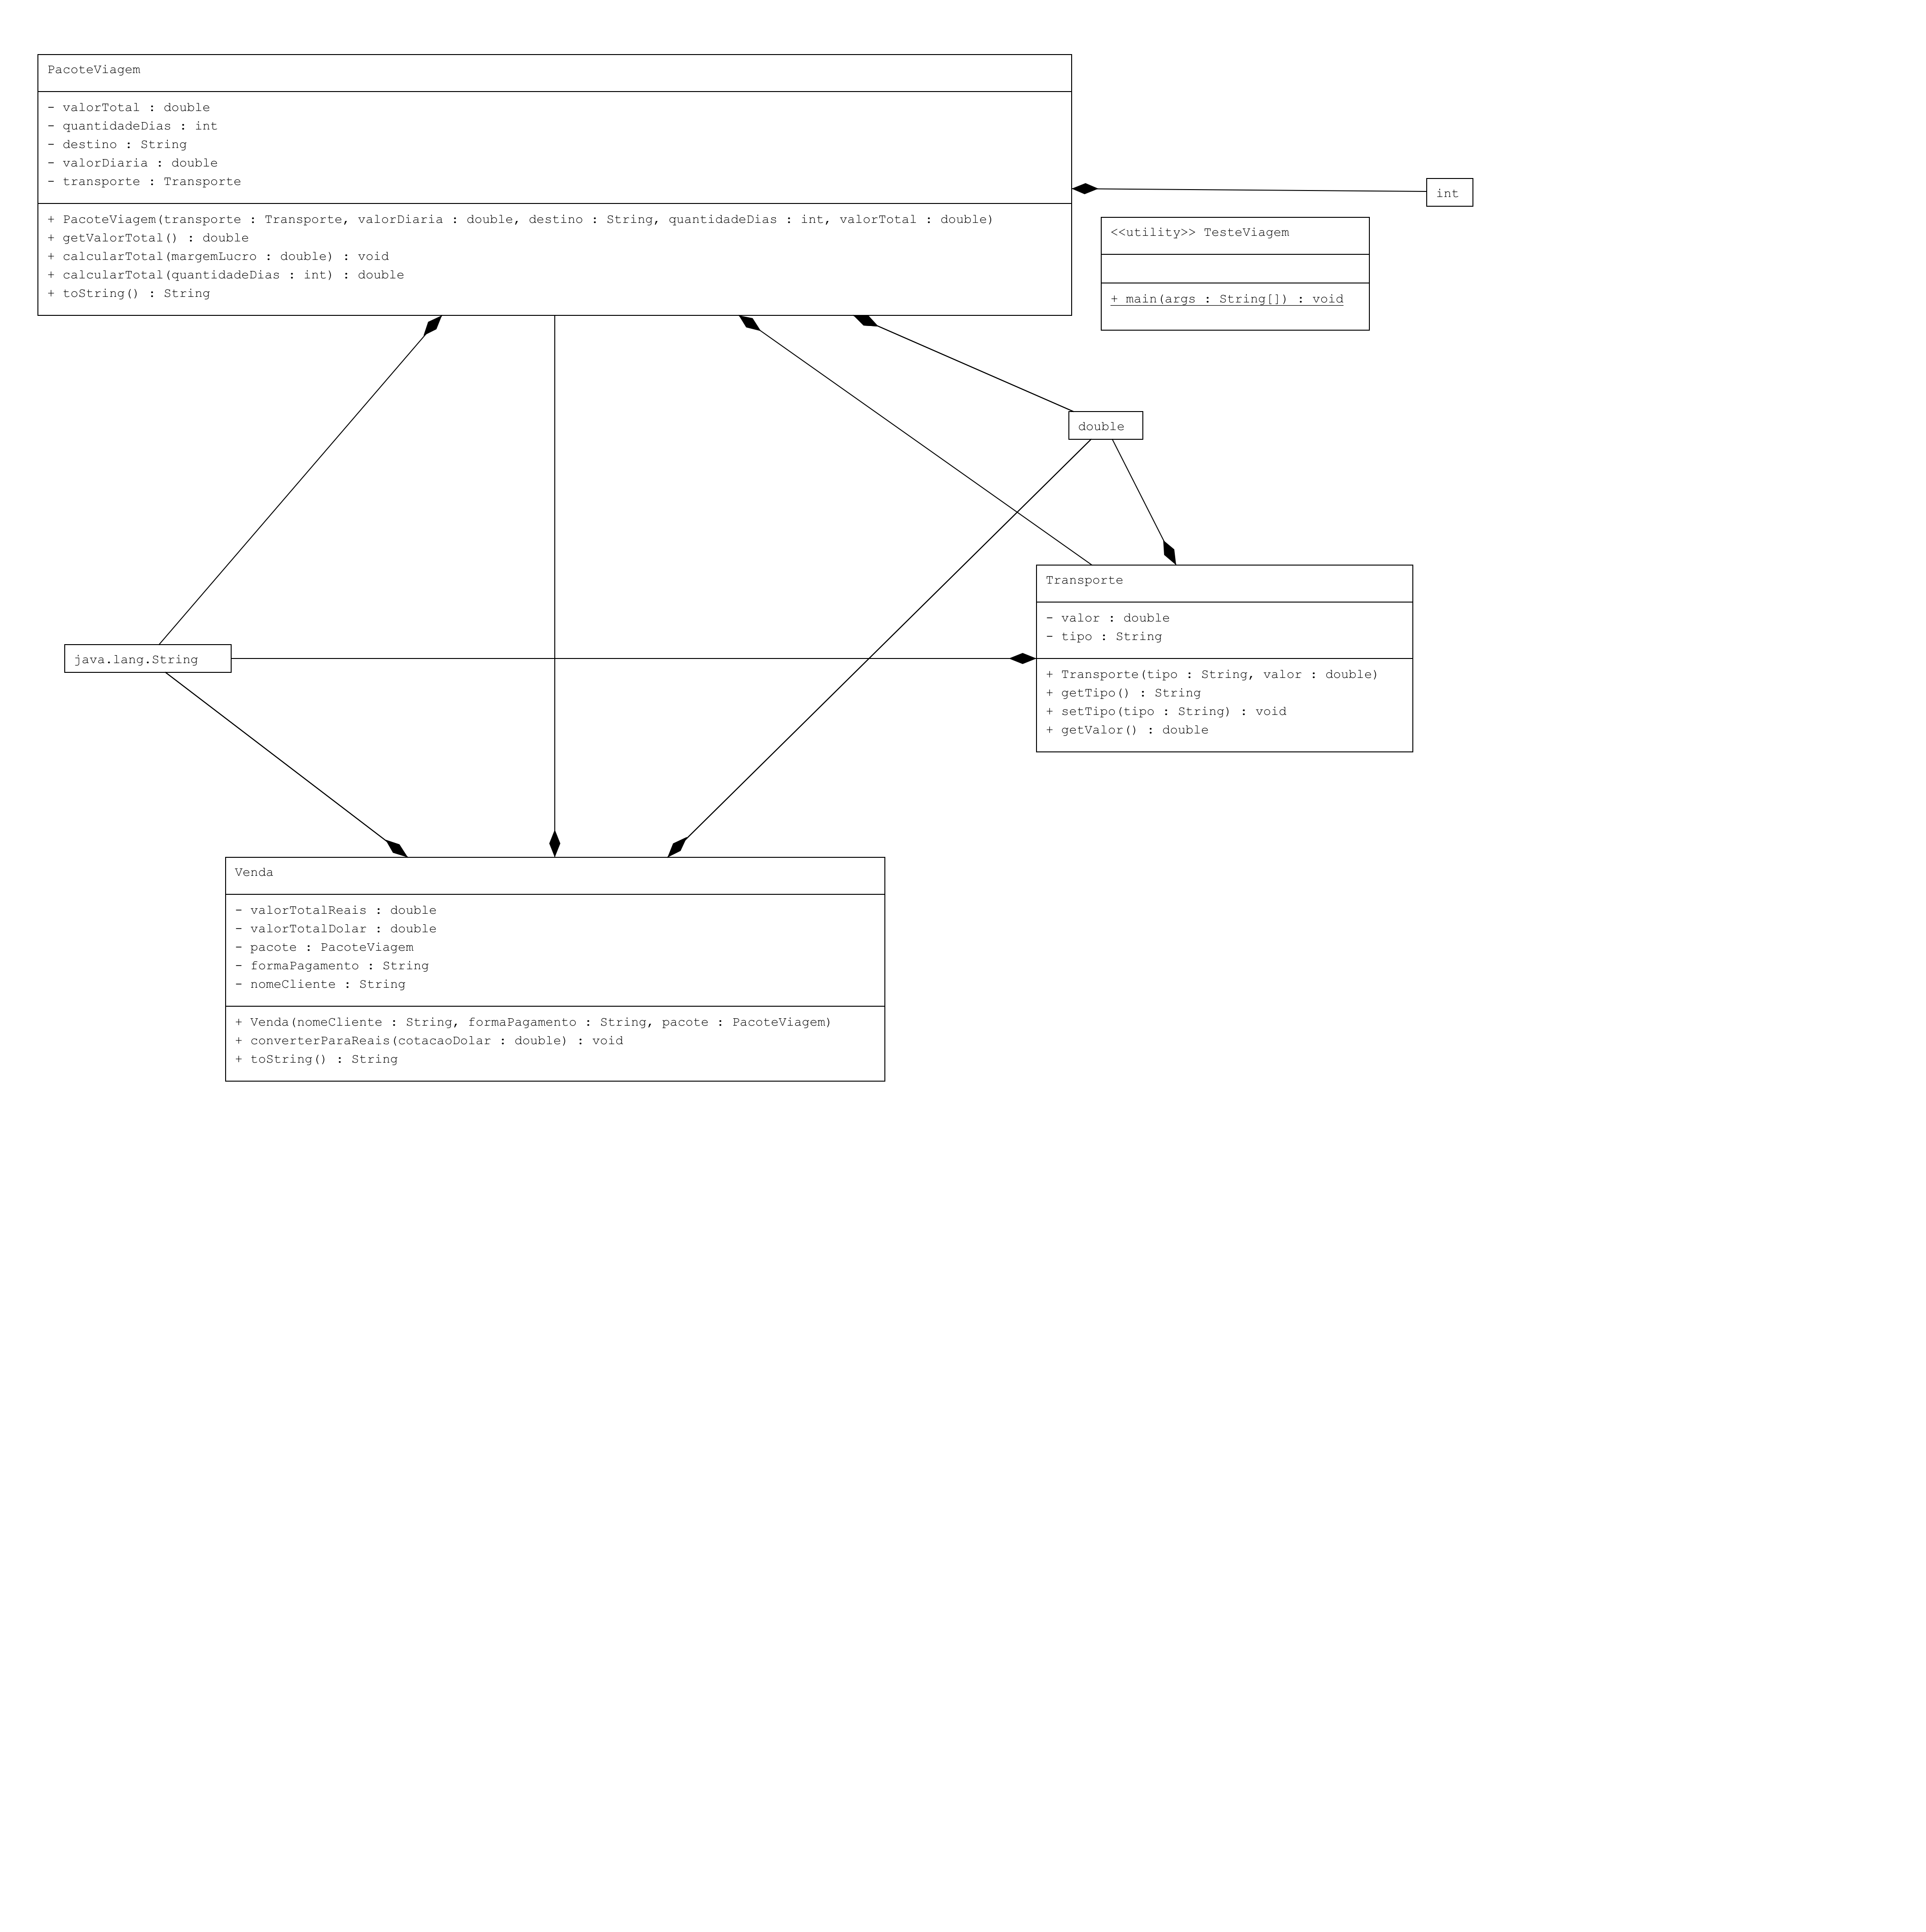 PacoteViagem
- valorTotal : double
- quantidadeDias : int
- destino : String
- valorDiaria : double
- transporte : Transporte
+ PacoteViagem(transporte : Transporte, valorDiaria : double, destino : String, quantidadeDias : int, valorTotal : double)
+ getValorTotal() : double
+ calcularTotal(margemLucro : double) : void
+ calcularTotal(quantidadeDias : int) : double
+ toString() : String
int
<<utility>> TesteViagem
+ main(args : String[]) : void
double
Transporte
- valor : double
- tipo : String
+ Transporte(tipo : String, valor : double)
+ getTipo() : String
+ setTipo(tipo : String) : void
+ getValor() : double
java.lang.String
Venda
- valorTotalReais : double
- valorTotalDolar : double
- pacote : PacoteViagem
- formaPagamento : String
- nomeCliente : String
+ Venda(nomeCliente : String, formaPagamento : String, pacote : PacoteViagem)
+ converterParaReais(cotacaoDolar : double) : void
+ toString() : String